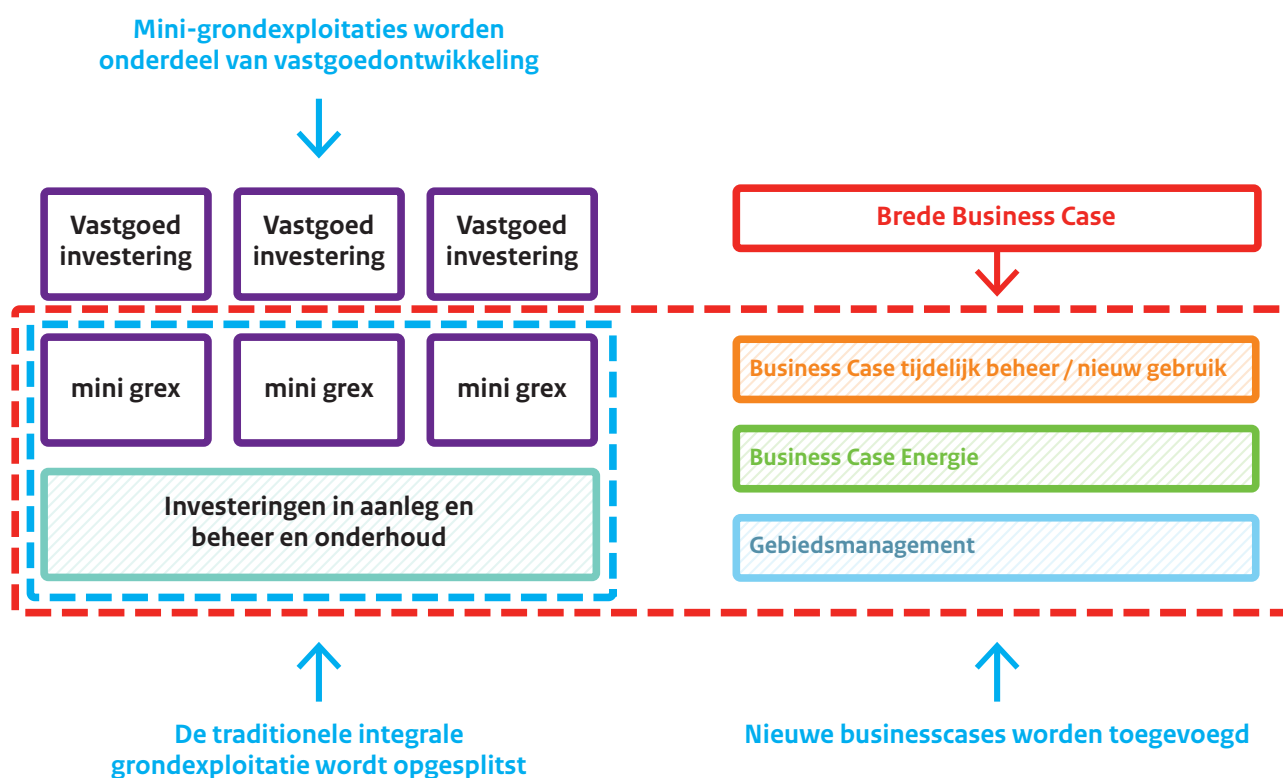 Mini-grondexploitaties worden
onderdeel van vastgoedontwikkeling
Vastgoed
investering
Vastgoed
investering
Vastgoed
investering
Brede Business Case
mini grex
mini grex
mini grex
Investeringen in aanleg en
beheer en onderhoud
Business Case tijdelijk beheer / nieuw gebruik
Business Case Energie
Gebiedsmanagement
De traditionele integrale
grondexploitatie wordt opgesplitst
Nieuwe businesscases worden toegevoegd